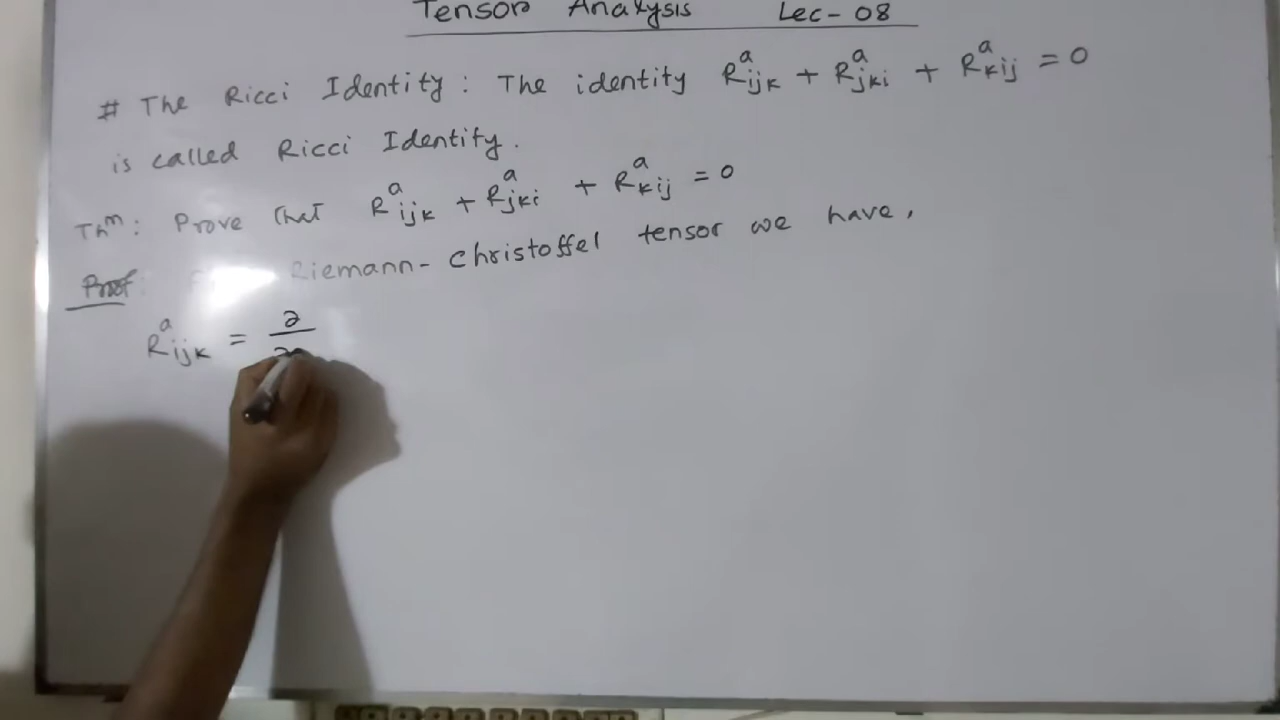 Tensor Analysis Lec-08
# The Ricci Identity: The identity R^a_ijk + R^a_jki + R^a_kij = 0
is called Ricci Identity.
Th^m: Prove that R^a_ijk + R^a_jki + R^a_kij = 0
Proof: Riemann-Christoffel tensor we have,
R^a_ijk = ∂